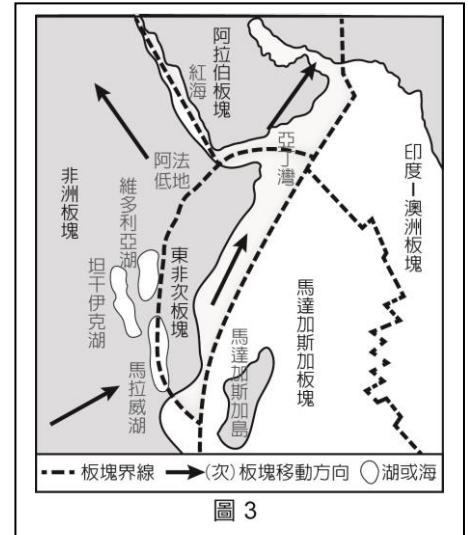 阿拉伯板塊
紅海
亞丁灣
印度–澳洲板塊
阿法
低地
非洲板塊
維多利亞湖
坦干伊克湖
東非次板塊
馬拉威湖
馬達加斯加島
馬達加斯加板塊
板塊界線 (次)板塊移動方向 湖或海
圖 3